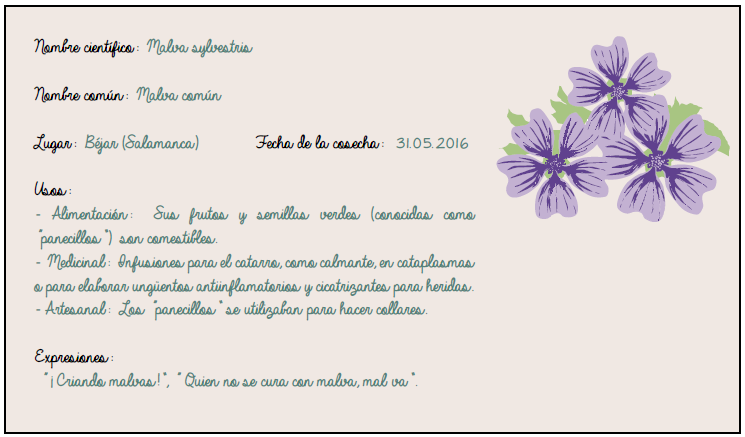 Nombre científico: Malva sylvestris
Nombre común: Malva común
Lugar: Béjar (Salamanca) Fecha de la cosecha: 31.05.2016
Usos:
- Alimentación: Sus frutos y semillas verdes (conocidas como
"panecillos") son comestibles.
- Medicinal: Infusiones para el catarro, como calmante, en cataplasmas
o para elaborar ungüentos antiinflamatorios y cicatrizantes para heridas.
- Artesanal: Los "panecillos" se utilizaban para hacer collares.
Expresiones:
"¡Criando malvas!", "Quien no se cura con malva, mal va".